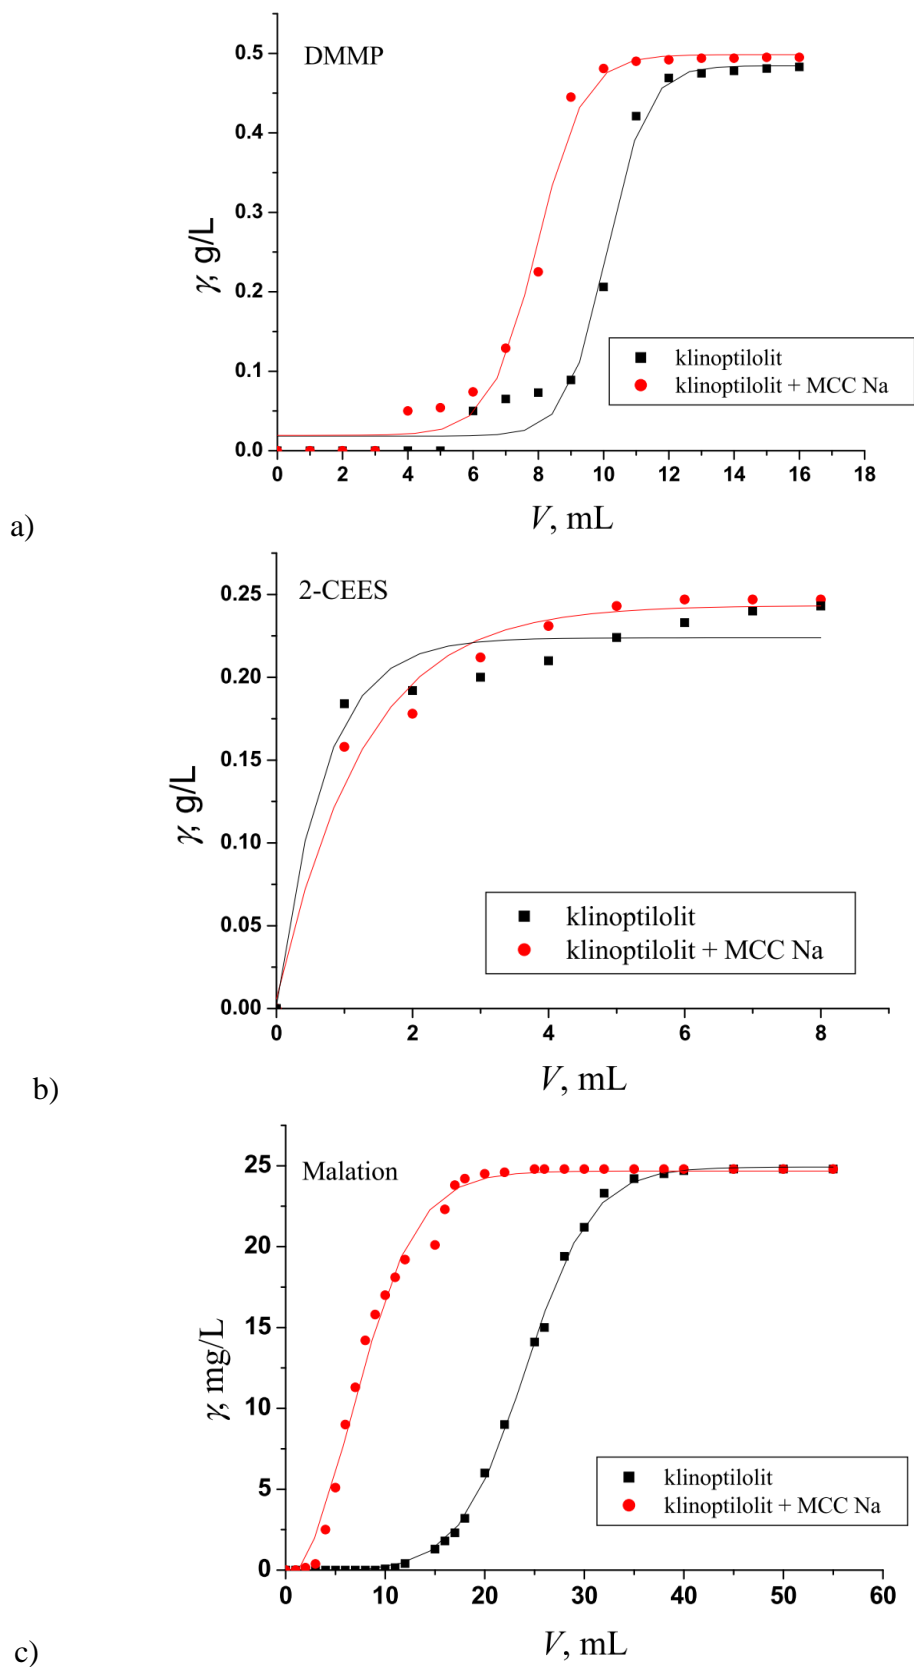 DMMP
0.5
0.4
0.3
0.2
0.1
0.0
γ, g/L
klinoptilolit
klinoptilolit + MCC Na
0 2 4 6 8 10 12 14 16 18
V, mL
a)
2-CEES
0.25
0.20
0.15
0.10
0.05
0.00
γ, g/L
klinoptilolit
klinoptilolit + MCC Na
0 2 4 6 8
V, mL
b)
Malation
25
20
15
10
5
0
γ, mg/L
klinoptilolit
klinoptilolit + MCC Na
0 10 20 30 40 50 60
V, mL
c)